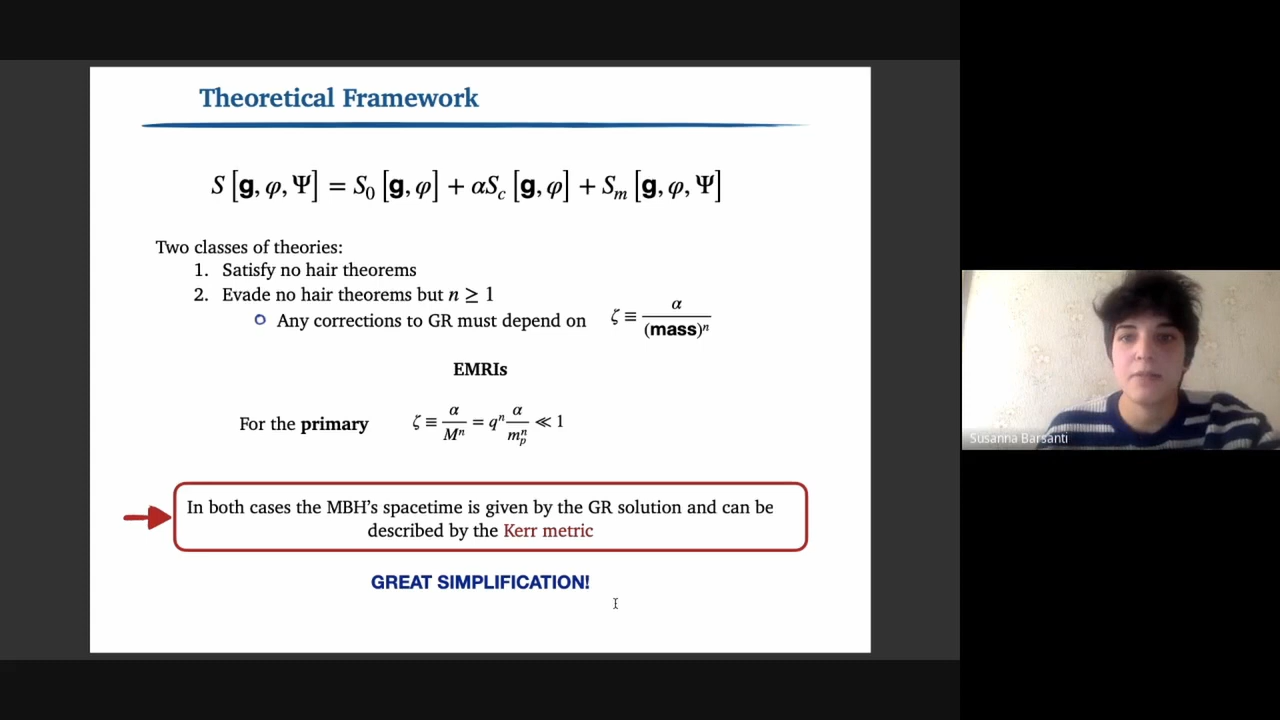 Theoretical Framework
S [g, φ, Ψ] = S₀ [g, φ] + αS_c [g, φ] + S_m [g, φ, Ψ]
Two classes of theories:
1. Satisfy no hair theorems
2. Evade no hair theorems but n ≥ 1
Any corrections to GR must depend on ζ ≡ α / (mass)ⁿ
EMRIs
For the primary ζ ≡ α / Mⁿ = qⁿ α / m_pⁿ ≪ 1
In both cases the MBH's spacetime is given by the GR solution and can be
described by the Kerr metric
GREAT SIMPLIFICATION!
Susanna Barsanti